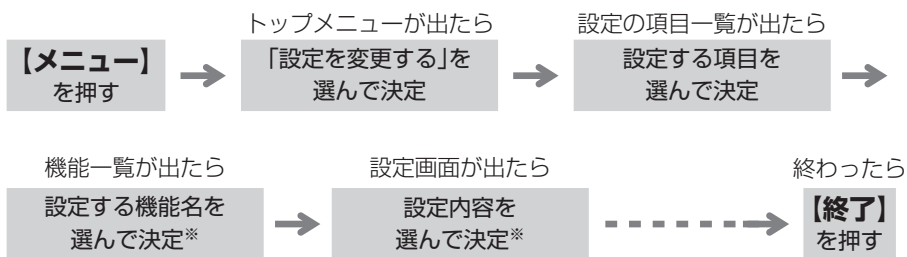 トップメニューが出たら
設定の項目一覧が出たら
【メニュー】
を押す
「設定を変更する」を
選んで決定
設定する項目を
選んで決定
機能一覧が出たら
設定画面が出たら
終わったら
設定する機能名を
選んで決定※
設定内容を
選んで決定※
【終了】
を押す